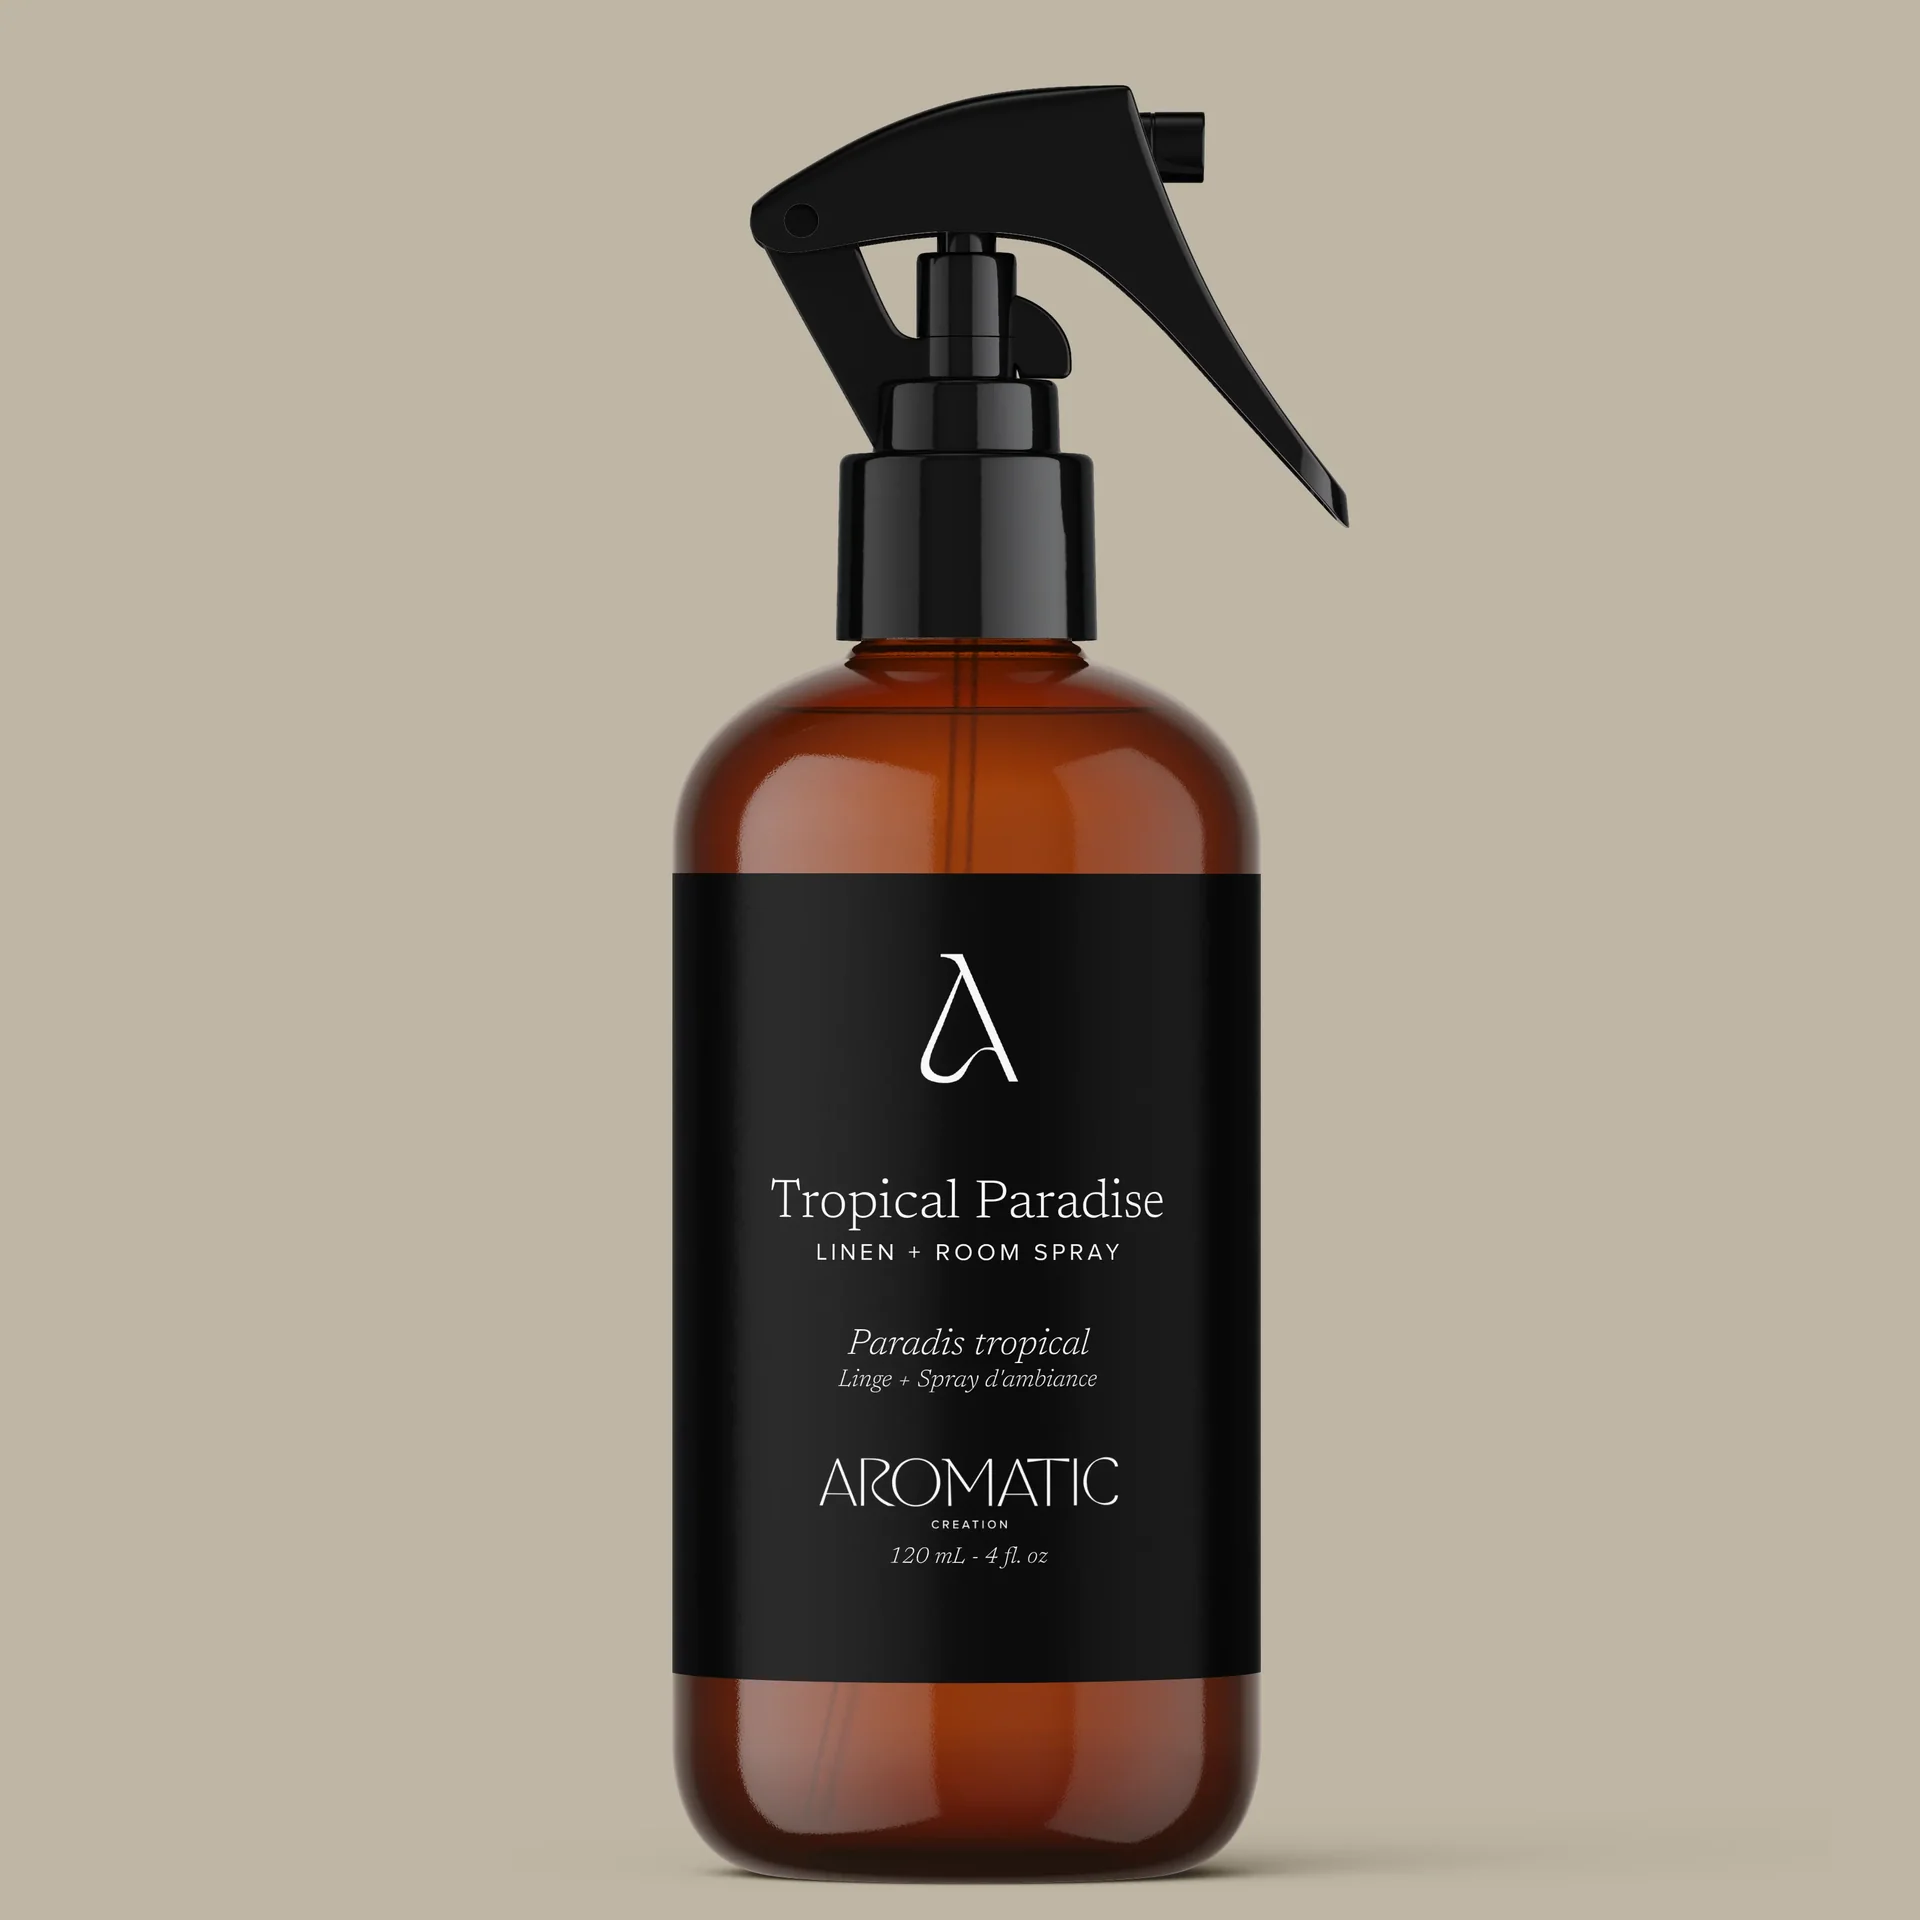 A
Tropical Paradise
LINEN + ROOM SPRAY
Paradis tropical
Linge + Spray d'ambiance
AROMATIC
CREATION
120 mL - 4 fl. oz